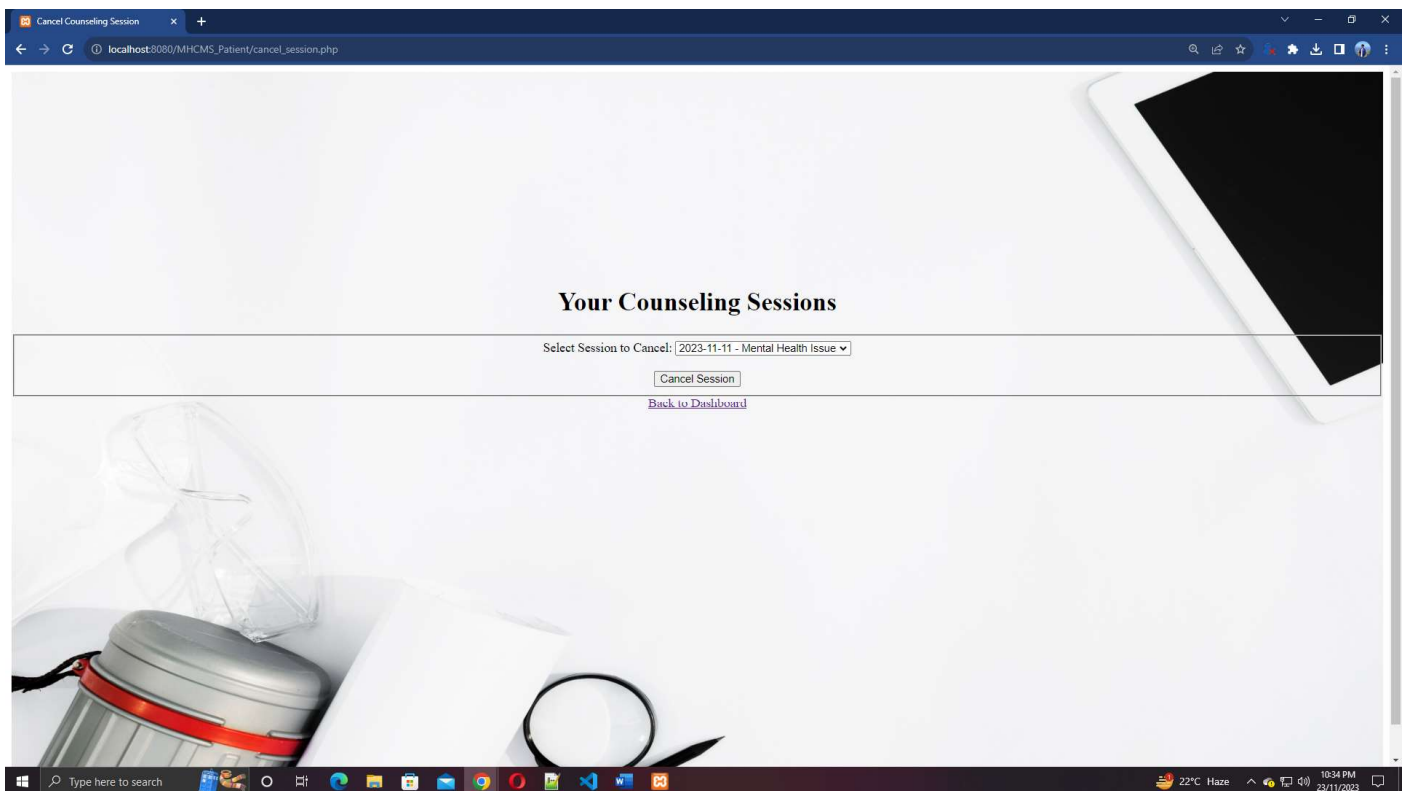 Cancel Counseling Session
localhost:8080/MHCMS_Patient/cancel_session.php
Your Counseling Sessions
Select Session to Cancel: 2023-11-11 - Mental Health Issue
Cancel Session
Back to Dashboard
Type here to search
22°C Haze
10:34 PM
23/11/2023